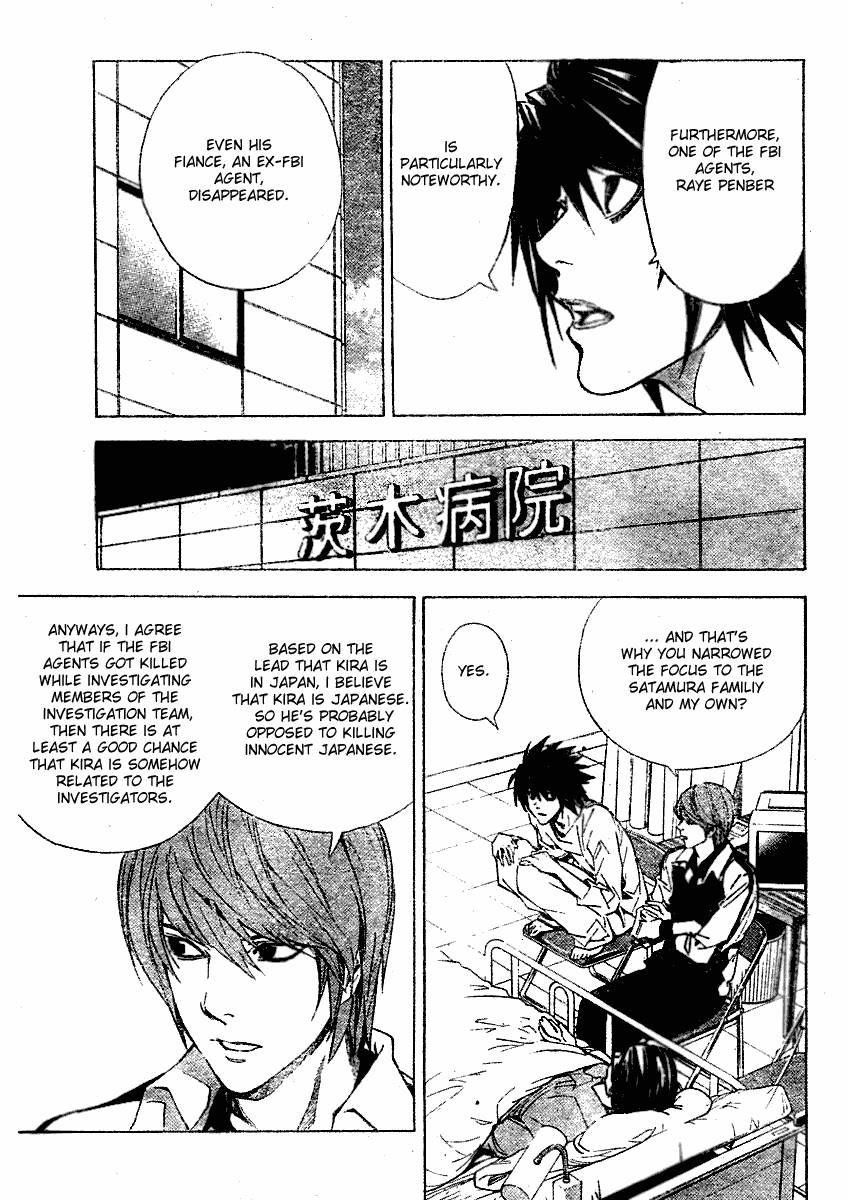 FURTHERMORE,
ONE OF THE FBI
AGENTS,
RAYE PENBER
IS
PARTICULARLY
NOTEWORTHY.
EVEN HIS
FIANCE, AN EX-FBI
AGENT,
DISAPPEARED.
茨木病院
... AND THAT'S
WHY YOU NARROWED
THE FOCUS TO THE
SATAMURA FAMILIY
AND MY OWN?
YES.
BASED ON THE
LEAD THAT KIRA IS
IN JAPAN, I BELIEVE
THAT KIRA IS JAPANESE.
SO HE'S PROBABLY
OPPOSED TO KILLING
INNOCENT JAPANESE.
ANYWAYS, I AGREE
THAT IF THE FBI
AGENTS GOT KILLED
WHILE INVESTIGATING
MEMBERS OF THE
INVESTIGATION TEAM,
THEN THERE IS AT
LEAST A GOOD CHANCE
THAT KIRA IS SOMEHOW
RELATED TO THE
INVESTIGATORS.